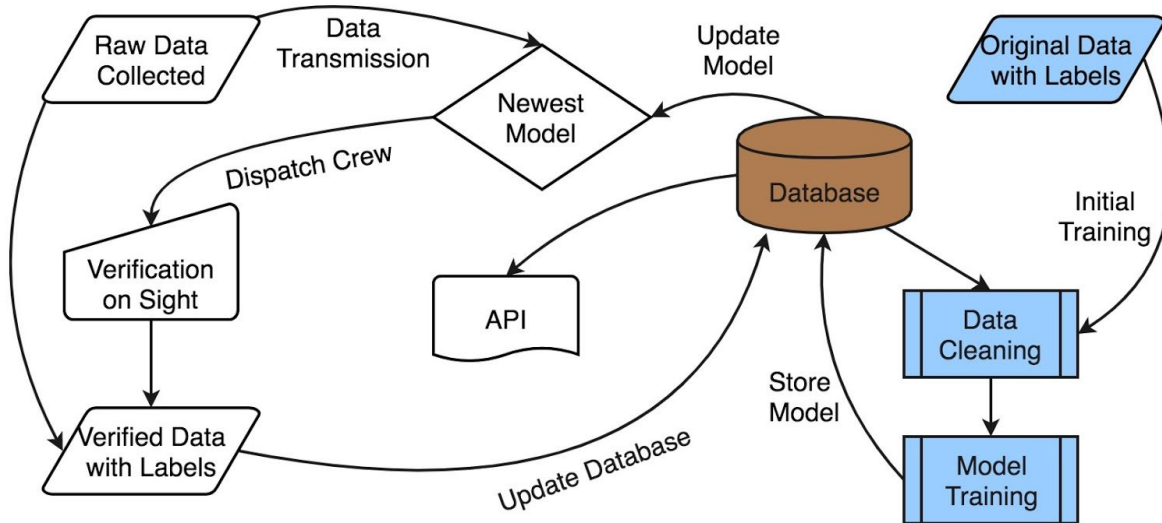 Raw Data
Collected
Data
Transmission
Newest
Model
Update
Model
Original Data
with Labels
Dispatch Crew
Database
Initial
Training
Verification
on Sight
API
Data
Cleaning
Store
Model
Verified Data
with Labels
Update Database
Model
Training